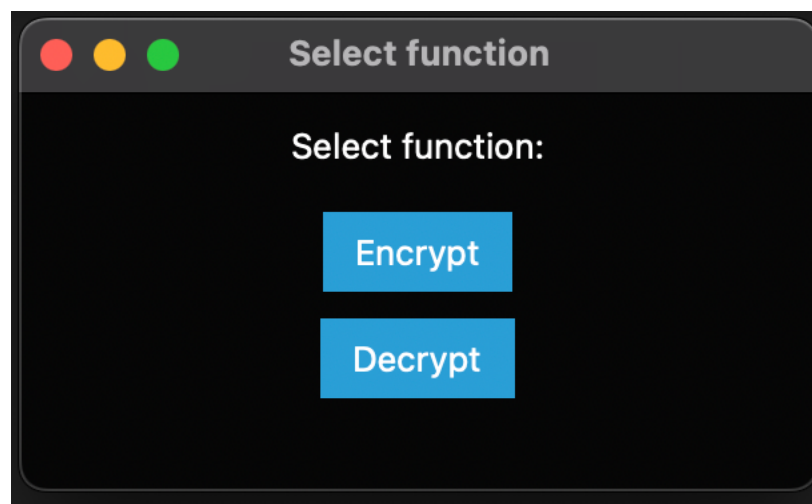 Select function
Select function:
Encrypt
Decrypt